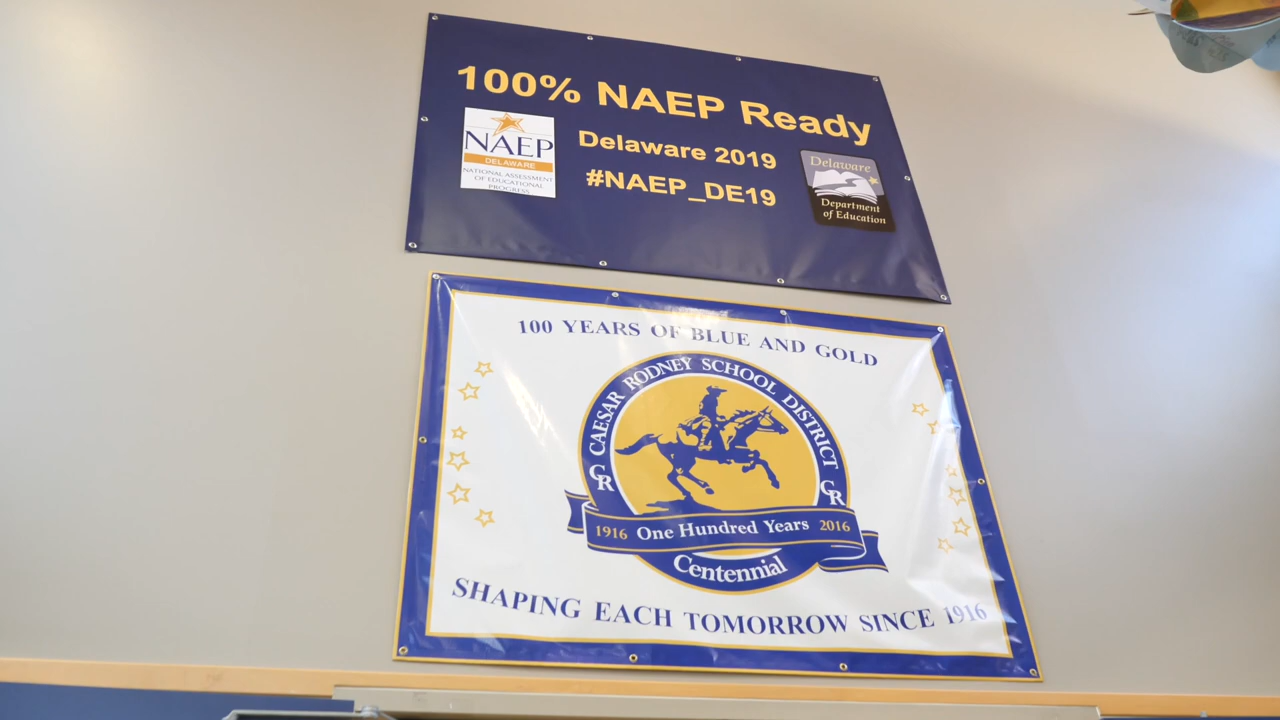 100% NAEP Ready
NAEP
DELAWARE
NATIONAL ASSESSMENT
OF EDUCATIONAL
PROGRESS
Delaware 2019
#NAEP_DE19
Delaware
Department
of Education
100 YEARS OF BLUE AND GOLD
CAESAR RODNEY SCHOOL DISTRICT
CR
CR
1916 One Hundred Years 2016
Centennial
SHAPING EACH TOMORROW SINCE 1916